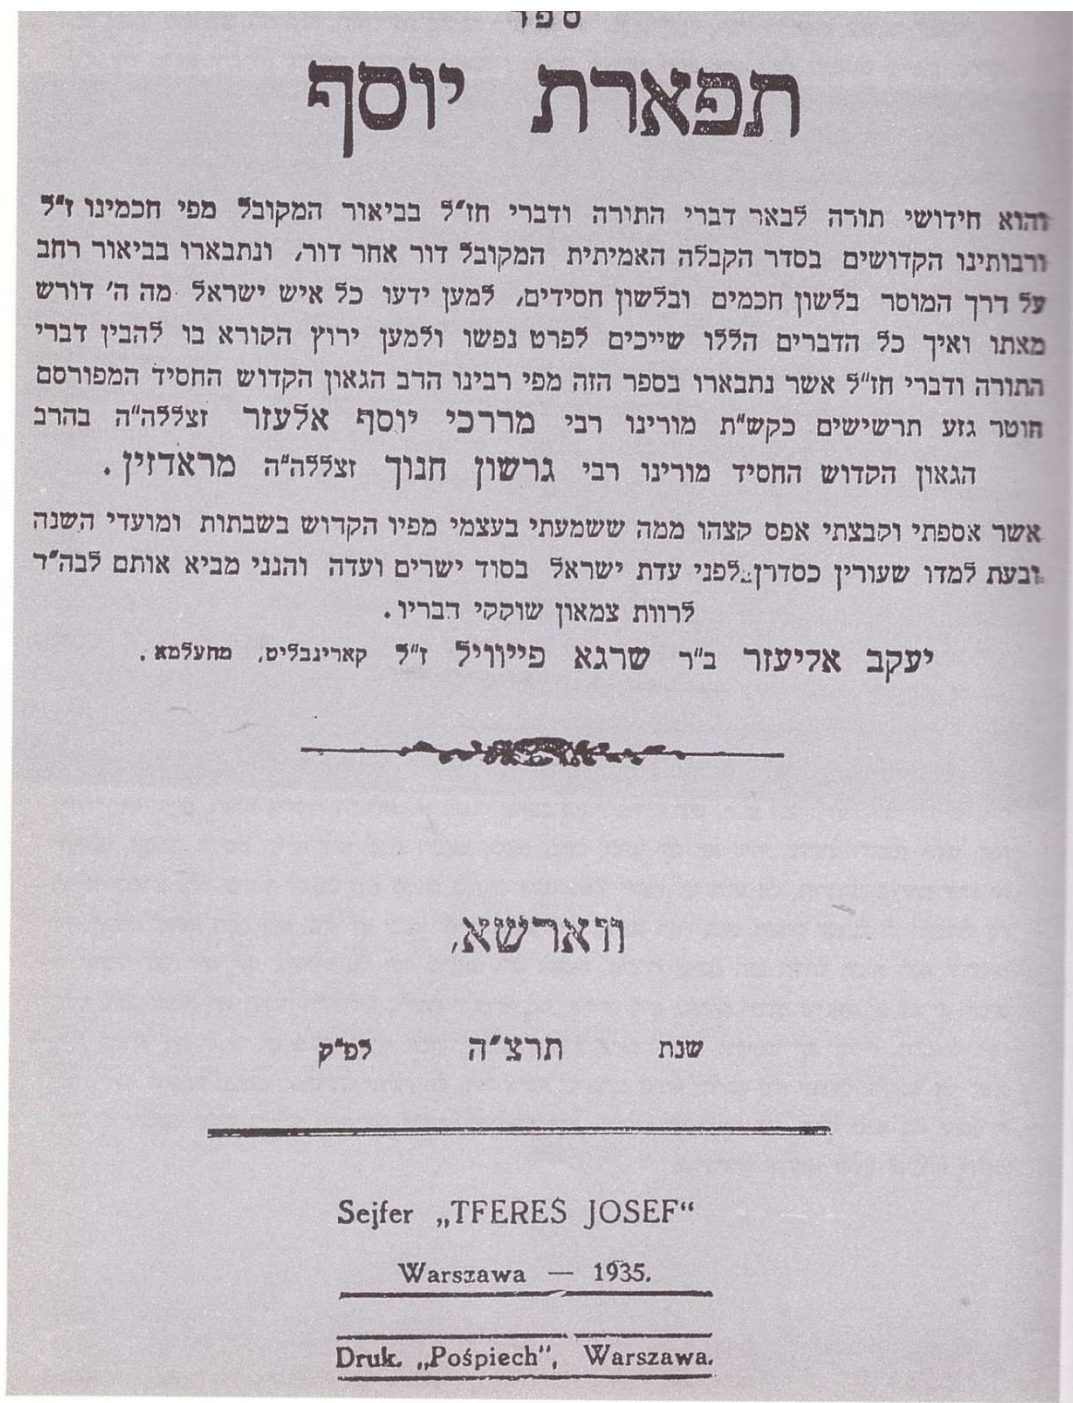 ספר
תפארת יוסף
והוא חידושי תורה לבאר דברי התורה ודברי חז"ל בביאור המקובל מפי חכמינו ז"ל
ורבותינו הקדושים בסדר הקבלה האמיתית המקובל דור אחר דור, ונתבארו בביאור רחב
על דרך המוסר בלשון חכמים ובלשון חסידים, למען ידעו כל איש ישראל מה ה' דורש
מאתו ואיך כל הדברים הללו שייכים לפרט נפשו ולמען ירוץ הקורא בו להבין דברי
התורה ודברי חז"ל אשר נתבארו בספר הזה מפי רבינו הרב הגאון הקדוש החסיד המפורסם
חוטר גזע תרשישים כקש"ת מורינו רבי מרדכי יוסף אלעזר זצללה"ה בהרב
הגאון הקדוש החסיד מורינו רבי גרשון חנוך זצללה"ה מראדזין.
אשר אספתי וקבצתי אפס קצהו ממה ששמעתי בעצמי מפיו הקדוש בשבתות ומועדי השנה
ובעת למדו שעורין כסדרן לפני עדת ישראל בסוד ישרים ועדה והנני מביא אותם לבה"ד
לרוות צמאון שוקקי דבריו.
יעקב אליעזר ב"ר שרגא פייוויל ז"ל קארינבליט, מחעלמא.
ווארשא,
שנת תרצ"ה לפ"ק
Sejfer „TFEREŚ JOSEF“
Warszawa — 1935.
Druk. „Pośpiech“, Warszawa.